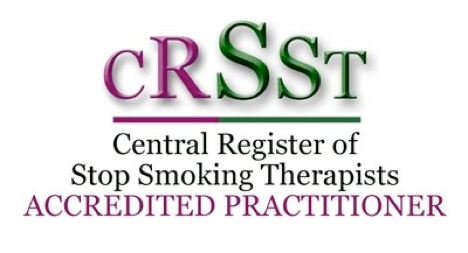 CRSST
Central Register of
Stop Smoking Therapists
ACCREDITED PRACTITIONER